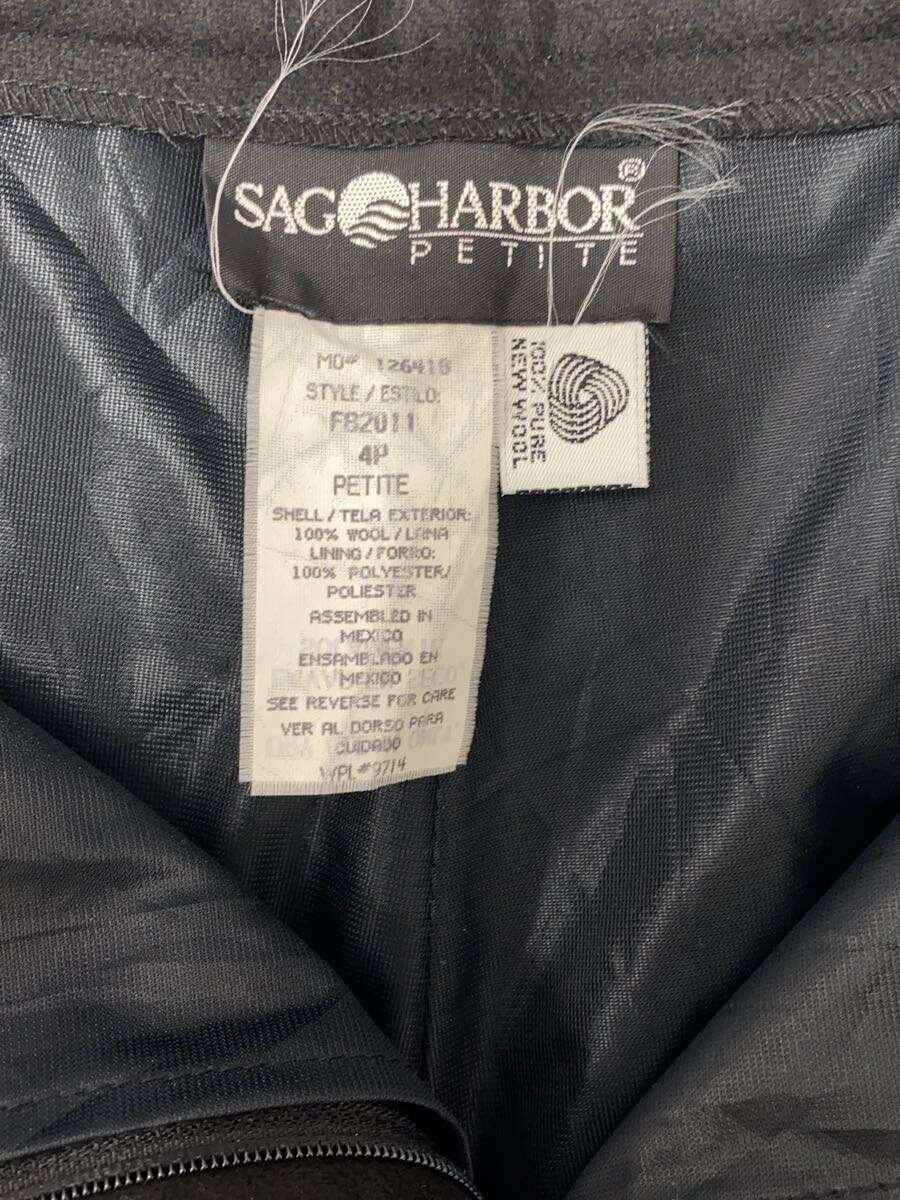 SAG HARBOR®
PETITE
MO# 126416
STYLE/ESTILO:
FB2011
4P
PETITE
SHELL/TELA EXTERIOR:
100% WOOL/LANA
LINING/FORRO:
100% POLYESTER/
POLIESTER
ASSEMBLED IN
MEXICO
ENSAMBLADO EN
MEXICO
SEE REVERSE FOR CARE
VER AL DORSO PARA
CUIDADO
WPL#9714
100% PURE
NEW WOOL